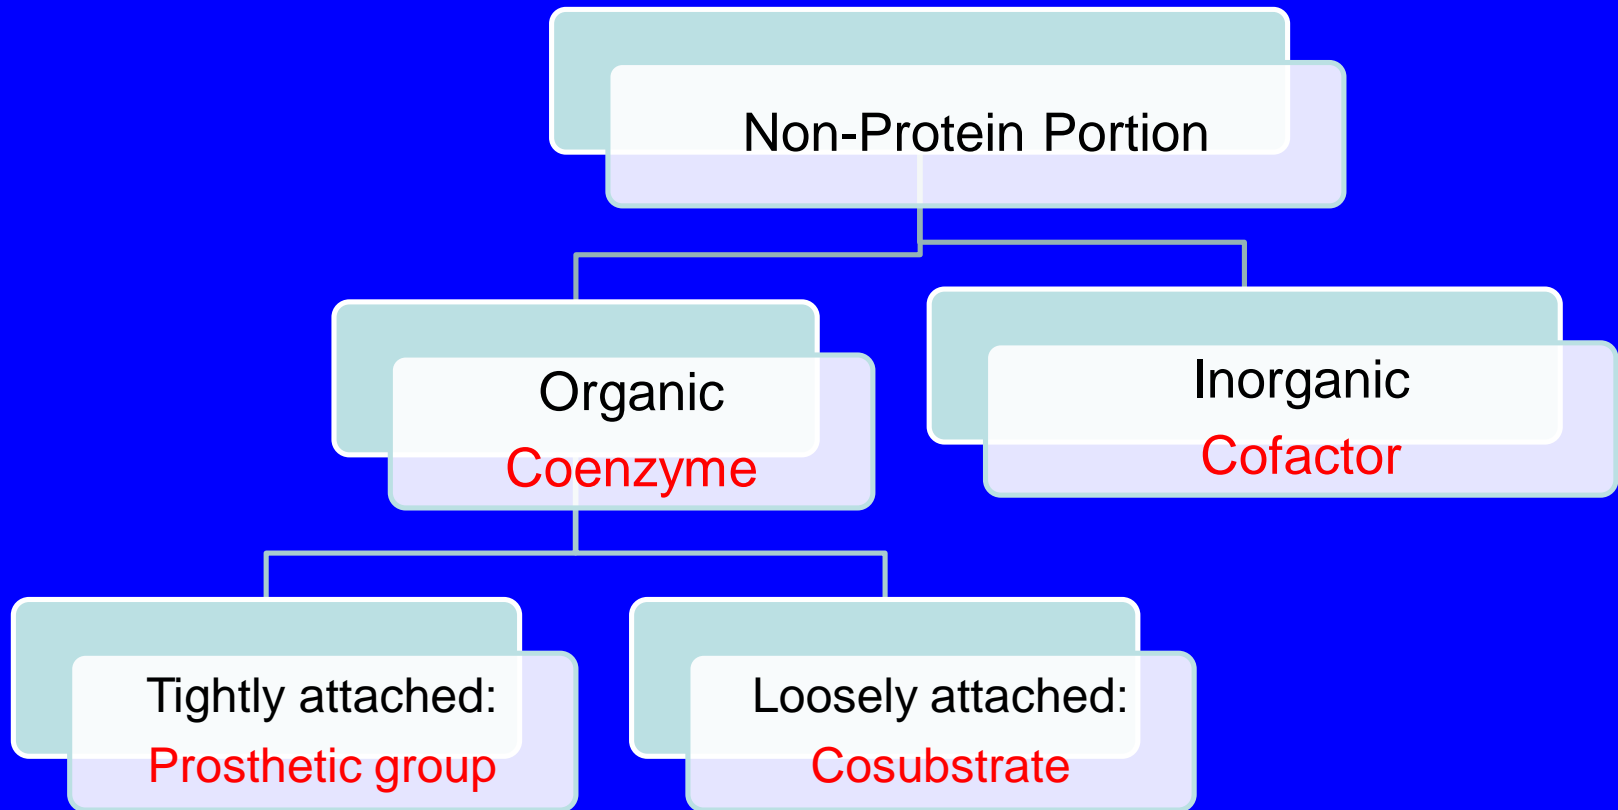 Non-Protein Portion
Organic
Coenzyme
Inorganic
Cofactor
Tightly attached:
Prosthetic group
Loosely attached:
Cosubstrate